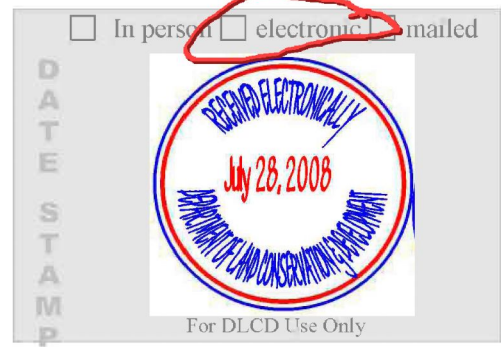 ☐ In person ☐ electronic ☐ mailed
DATE STAMP
RECEIVED ELECTRONICALLY
July 28, 2008
DEPARTMENT OF LAND CONSERVATION & DEVELOPMENT
For DLCD Use Only